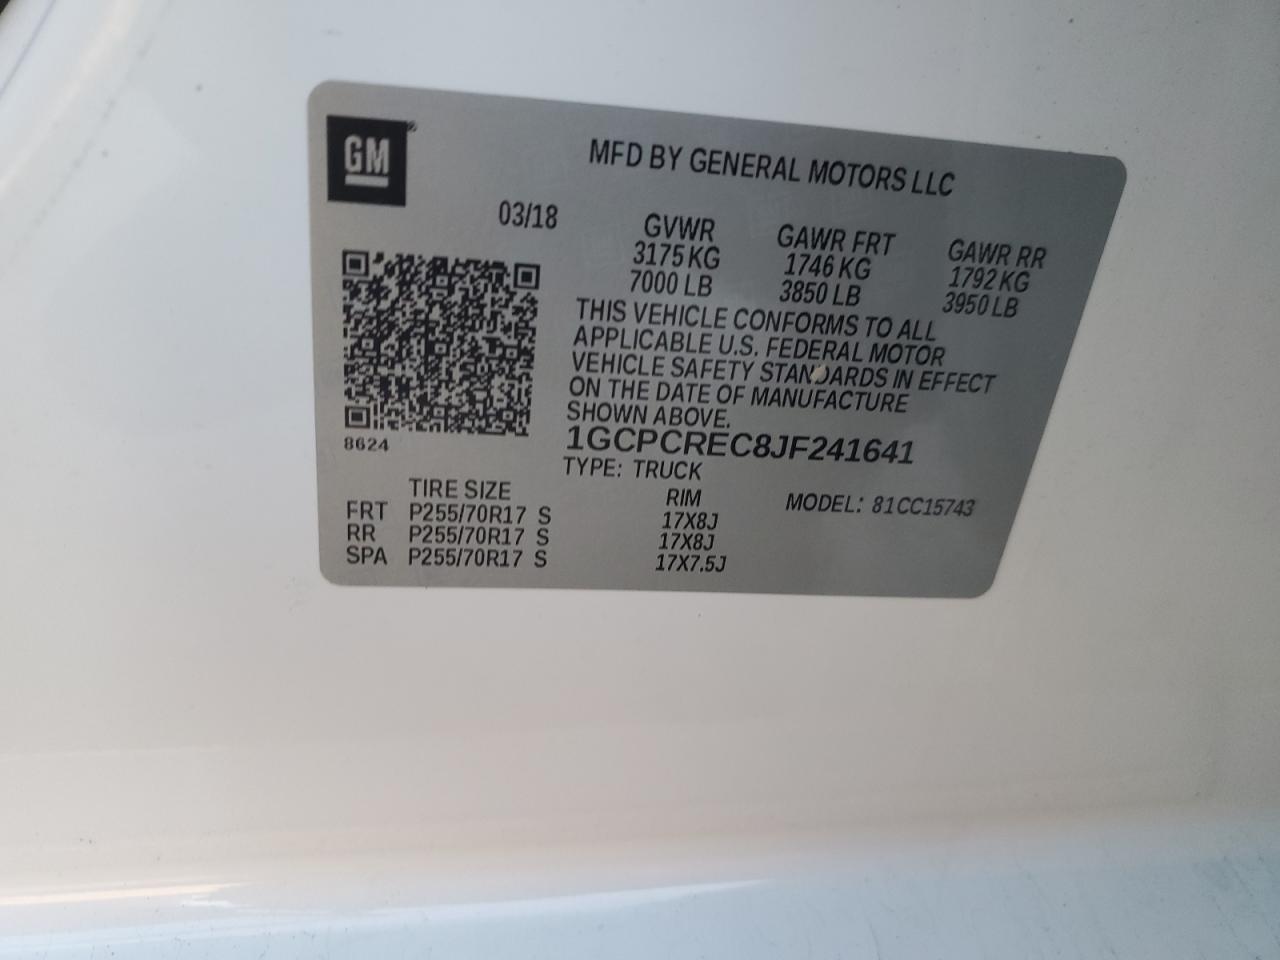 GM
MFD BY GENERAL MOTORS LLC
03/18
GVWR
3175 KG
7000 LB
GAWR FRT
1746 KG
3850 LB
GAWR RR
1792 KG
3950 LB
THIS VEHICLE CONFORMS TO ALL
APPLICABLE U.S. FEDERAL MOTOR
VEHICLE SAFETY STANDARDS IN EFFECT
ON THE DATE OF MANUFACTURE
SHOWN ABOVE.
8624
1GCPCREC8JF241641
TYPE: TRUCK
TIRE SIZE RIM MODEL: 81CC15743
FRT P255/70R17 S 17X8J
RR P255/70R17 S 17X8J
SPA P255/70R17 S 17X7.5J